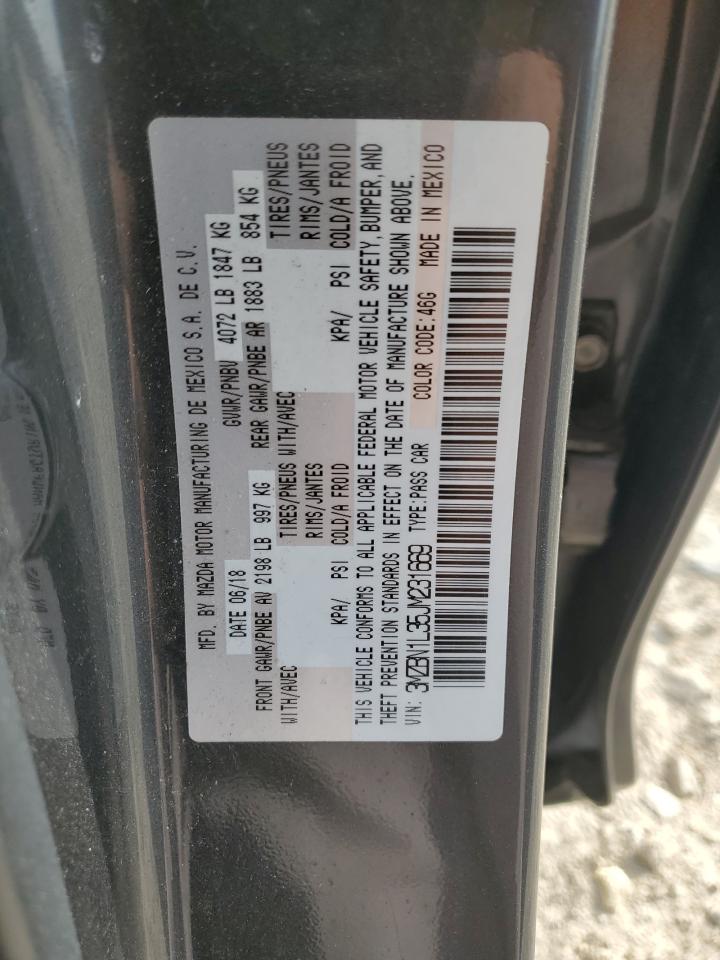 MFD. BY MAZDA MOTOR MANUFACTURING DE MEXICO S.A. DE C.V.
DATE 06/18 GVWR/PNBV 4072 LB 1847 KG
FRONT GAWR/PNBE AV 2198 LB 997 KG REAR GAWR/PNBE AR 1883 LB 854 KG
WITH/AVEC TIRES/PNEUS WITH/AVEC TIRES/PNEUS
RIMS/JANTES RIMS/JANTES
KPA/ PSI COLD/A FROID KPA/ PSI COLD/A FROID
THIS VEHICLE CONFORMS TO ALL APPLICABLE FEDERAL MOTOR VEHICLE SAFETY, BUMPER, AND
THEFT PREVENTION STANDARDS IN EFFECT ON THE DATE OF MANUFACTURE SHOWN ABOVE.
VIN: 3MZBN1L35JM231669 TYPE:PASS CAR COLOR CODE:46G MADE IN MEXICO